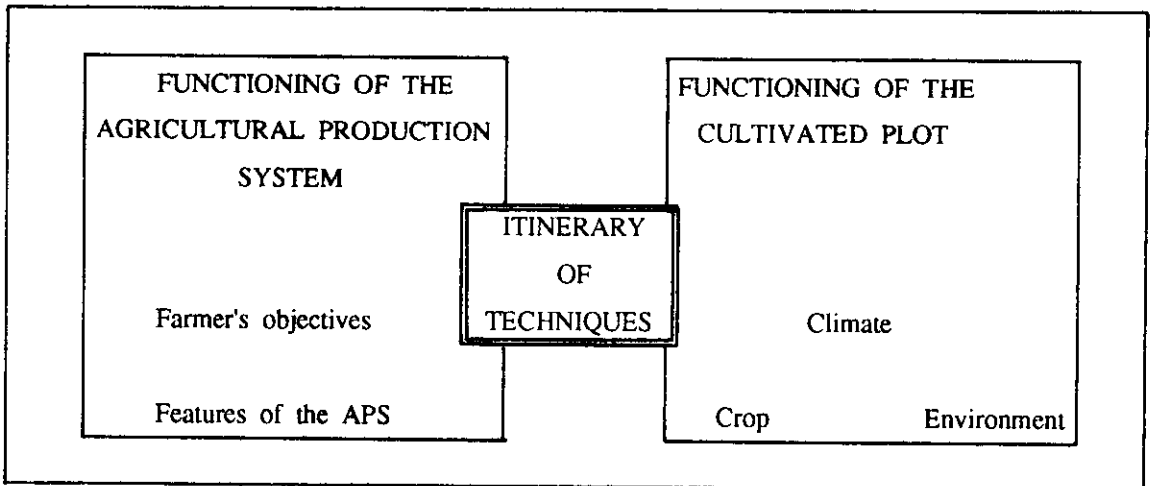 FUNCTIONING OF THE
AGRICULTURAL PRODUCTION
SYSTEM
Farmer's objectives
Features of the APS
ITINERARY
OF
TECHNIQUES
FUNCTIONING OF THE
CULTIVATED PLOT
Climate
Crop Environment